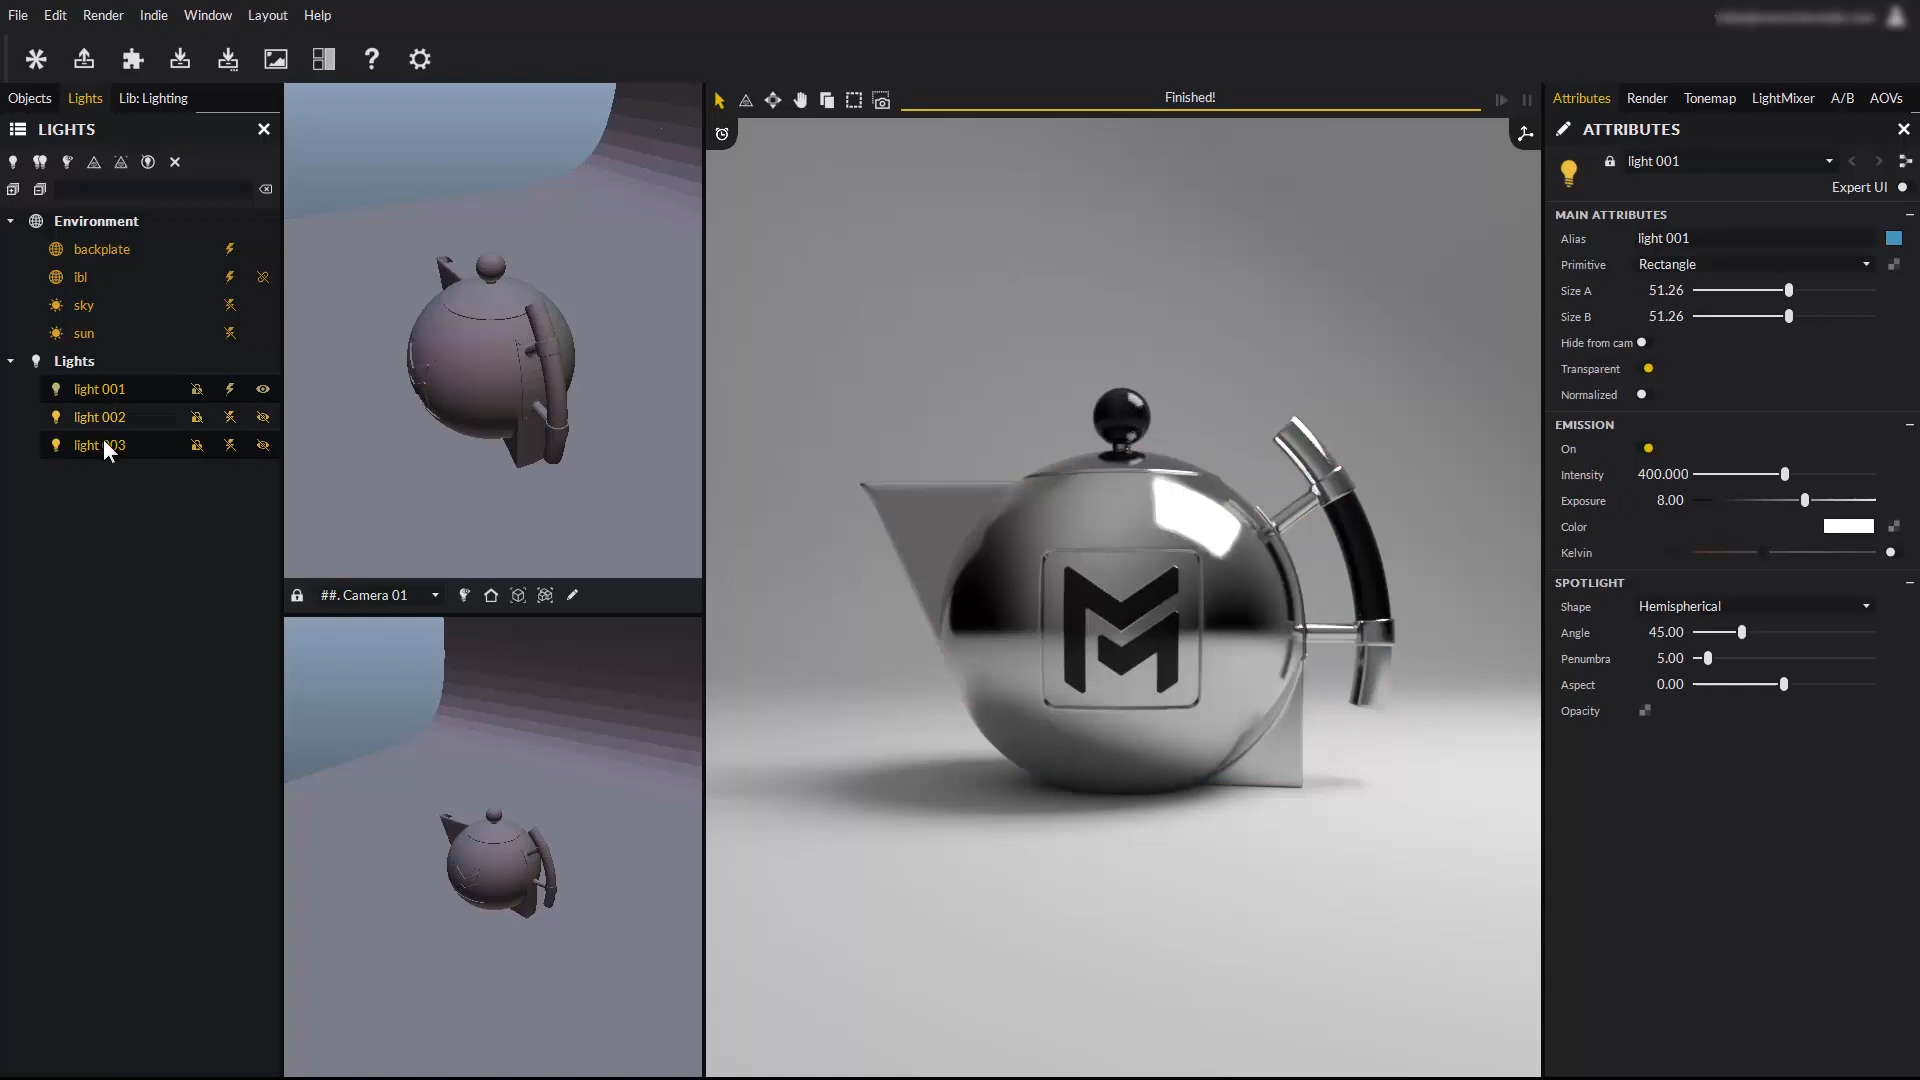 File Edit Render Indie Window Layout Help
Objects Lights Lib: Lighting
LIGHTS
Environment
backplate
ibl
sky
sun
Lights
light 001
light 002
light 003
##. Camera 01
Finished!
M
Attributes Render Tonemap LightMixer A/B AOVs
ATTRIBUTES
light 001
Expert UI
MAIN ATTRIBUTES
Alias light 001
Primitive Rectangle
Size A 51.26
Size B 51.26
Hide from cam
Transparent
Normalized
EMISSION
On
Intensity 400.000
Exposure 8.00
Color
Kelvin
SPOTLIGHT
Shape Hemispherical
Angle 45.00
Penumbra 5.00
Aspect 0.00
Opacity